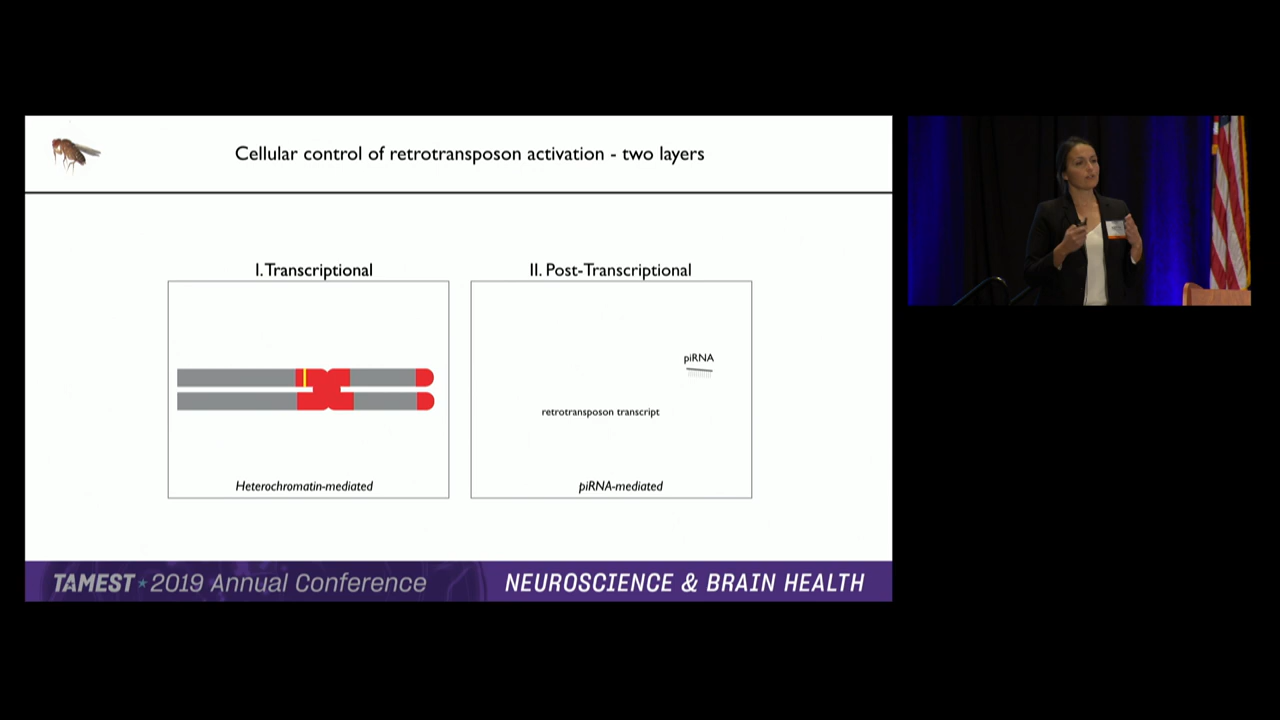 Cellular control of retrotransposon activation - two layers
I. Transcriptional
Heterochromatin-mediated
II. Post-Transcriptional
piRNA
retrotransposon transcript
piRNA-mediated
TAMEST ★ 2019 Annual Conference
NEUROSCIENCE & BRAIN HEALTH